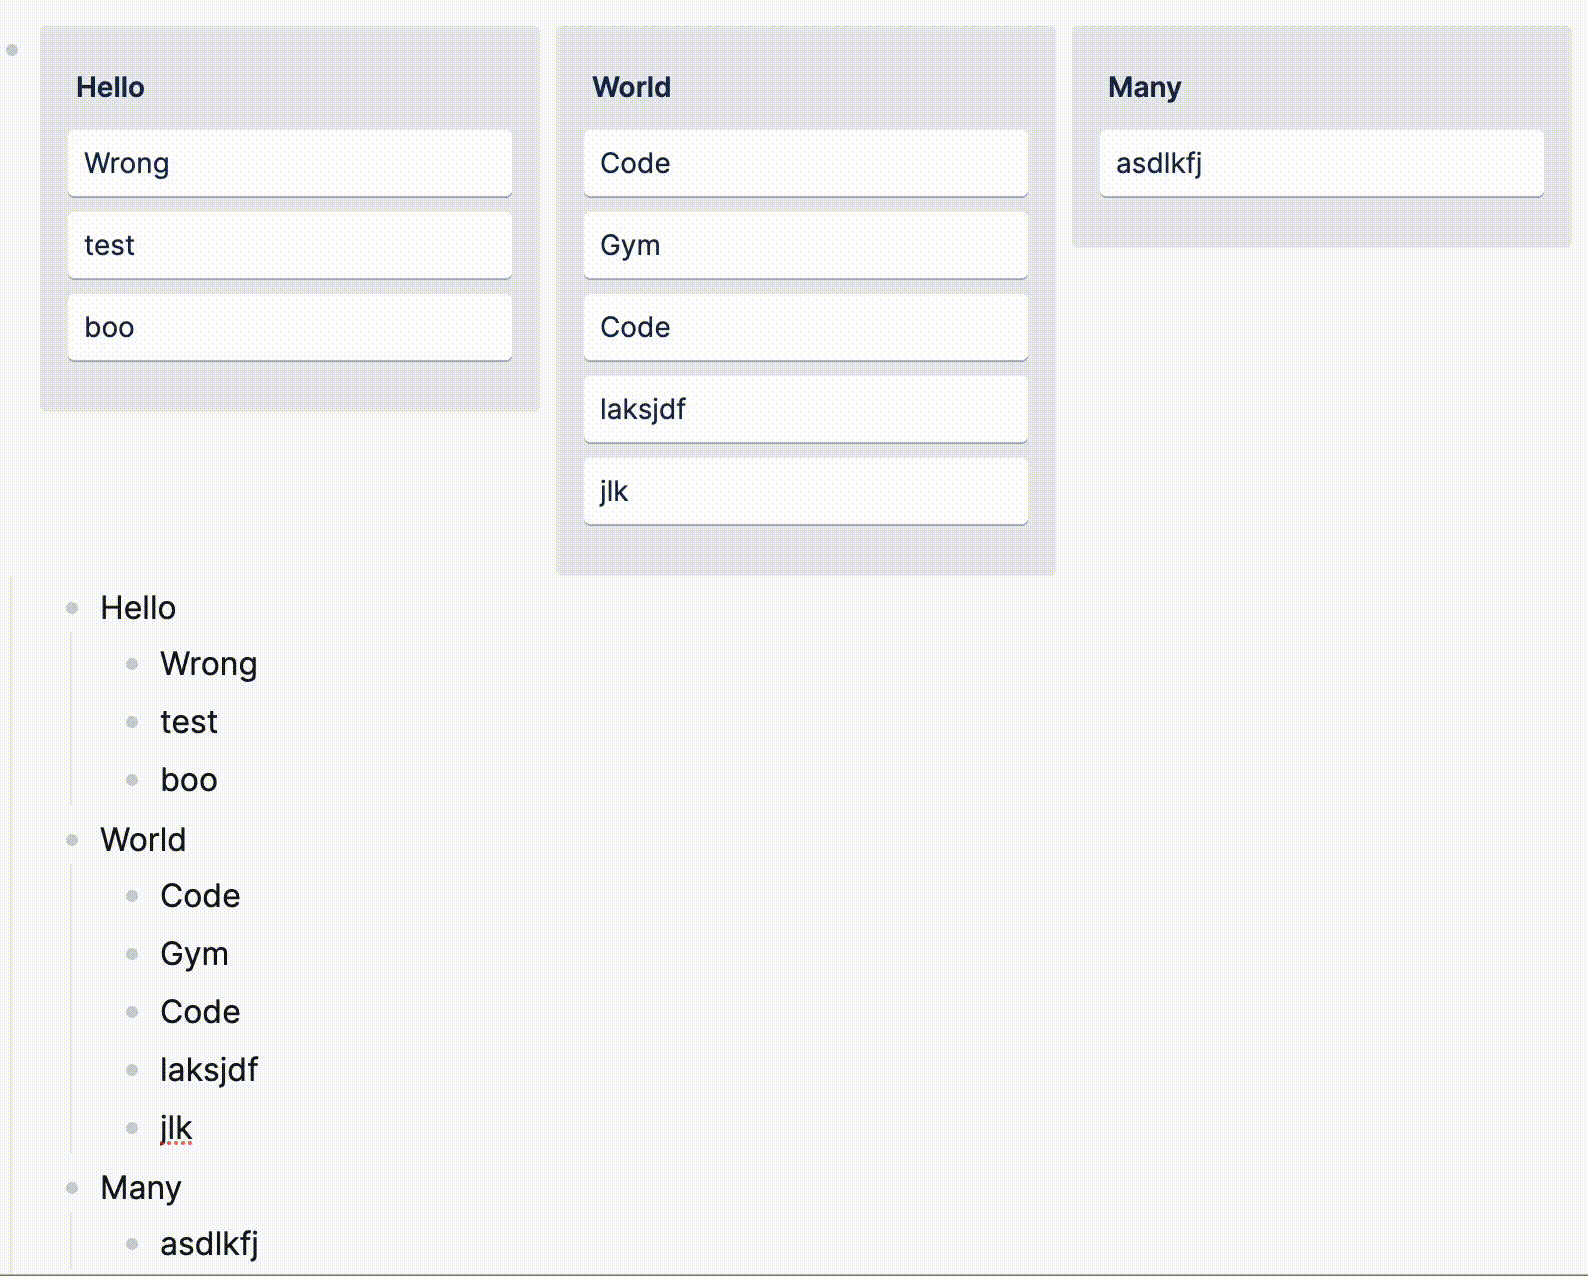 Hello
Wrong
test
boo
World
Code
Gym
Code
laksjdf
jlk
Many
asdlkfj
Hello
Wrong
test
boo
World
Code
Gym
Code
laksjdf
jlk
Many
asdlkfj